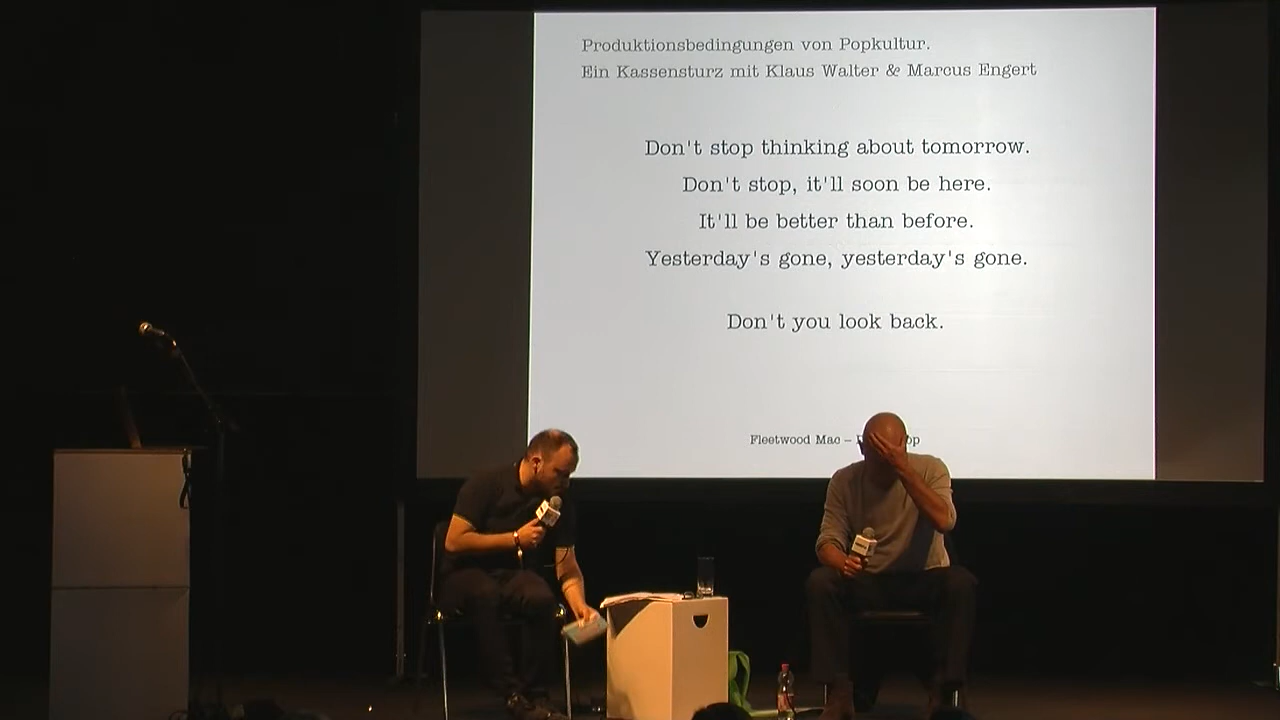 Produktionsbedingungen von Popkultur.
Ein Kassensturz mit Klaus Walter & Marcus Engert
Don't stop thinking about tomorrow.
Don't stop, it'll soon be here.
It'll be better than before.
Yesterday's gone, yesterday's gone.
Don't you look back.
Fleetwood Mac –